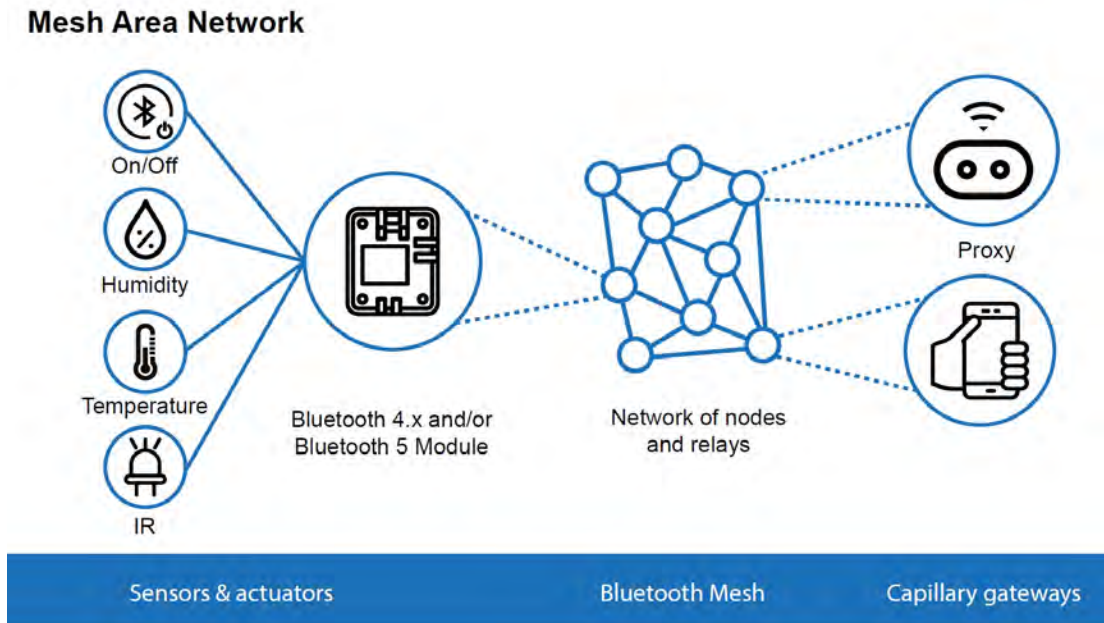 Mesh Area Network
On/Off
Humidity
Temperature
IR
Bluetooth 4.x and/or
Bluetooth 5 Module
Network of nodes
and relays
Proxy
Sensors & actuators
Bluetooth Mesh
Capillary gateways